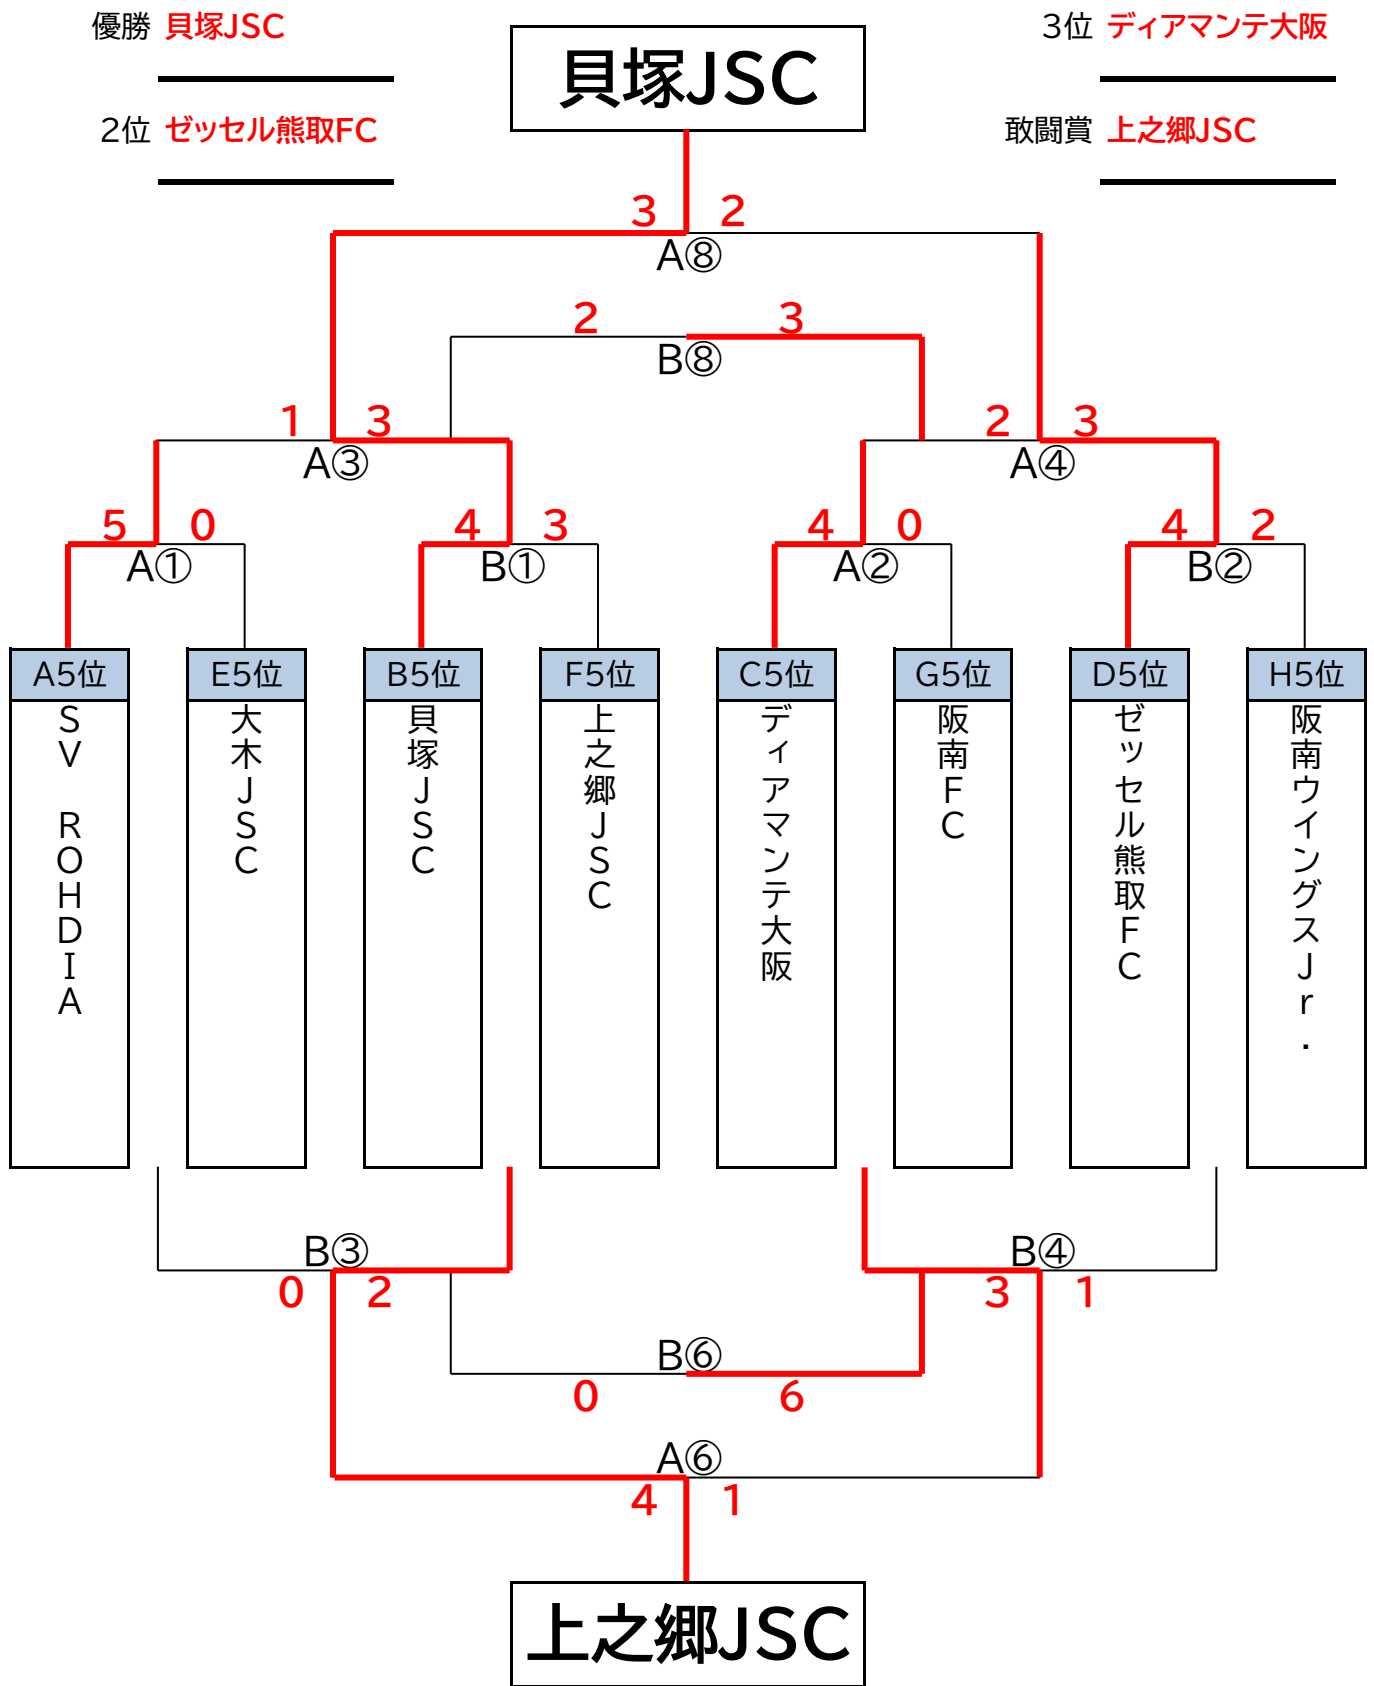 優勝 貝塚JSC
3位 ディアマンテ大阪
貝塚JSC
2位 ゼッセル熊取FC
敢闘賞 上之郷JSC
3 2
A⑧
2 3
B⑧
1 3
2 3
A③
A④
5 0
4 3
4 0
4 2
A①
B①
A②
B②
A5位
E5位
B5位
F5位
C5位
G5位
D5位
H5位
SV ROHDIA
大木JSC
貝塚JSC
上之郷JSC
ディアマンテ大阪
阪南FC
ゼッセル熊取FC
阪南ウイングスJr.
B③
B④
0 2
3 1
B⑥
0 6
A⑥
4 1
上之郷JSC